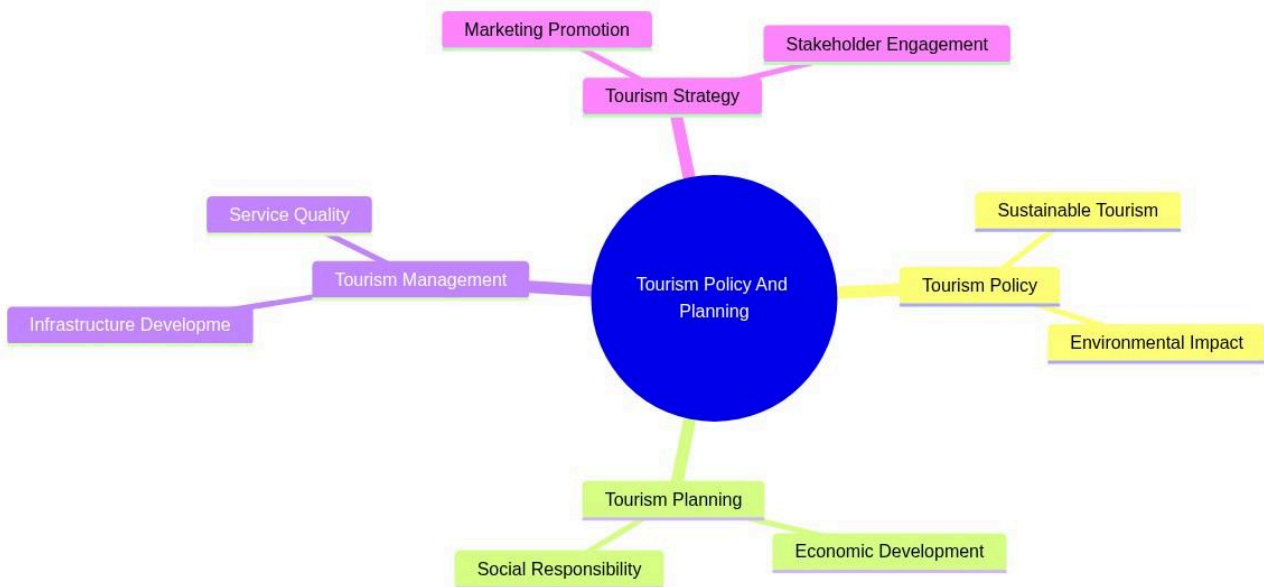 Marketing Promotion
Stakeholder Engagement
Tourism Strategy
Service Quality
Sustainable Tourism
Tourism Management
Tourism Policy And
Planning
Tourism Policy
Infrastructure Developme
Environmental Impact
Tourism Planning
Economic Development
Social Responsibility